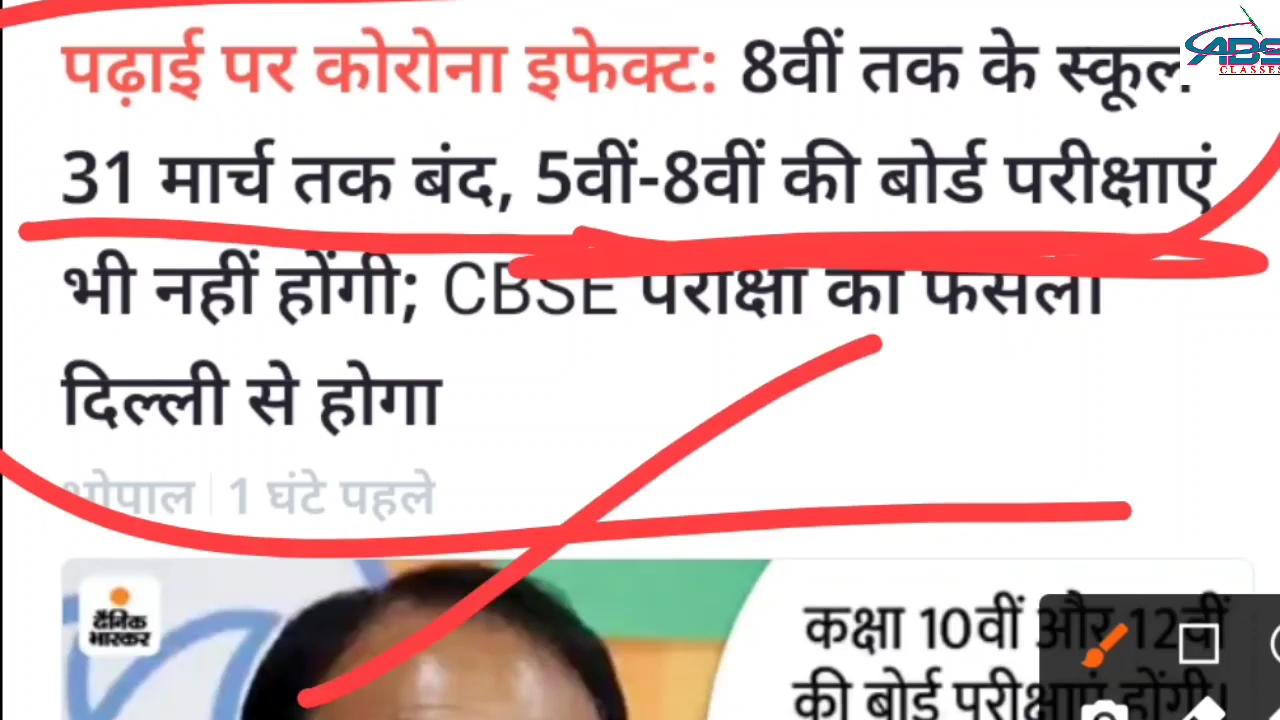 पढ़ाई पर कोरोना इफेक्ट: 8वीं तक के स्कूल
31 मार्च तक बंद, 5वीं-8वीं की बोर्ड परीक्षाएं
भी नहीं होंगी; CBSE परीक्षा का फैसला
दिल्ली से होगा
भोपाल | 1 घंटे पहले
ABS
CLASSES
दैनिक
भास्कर
कक्षा 10वीं और 12वीं
की बोर्ड परीक्षाएं होंगी।